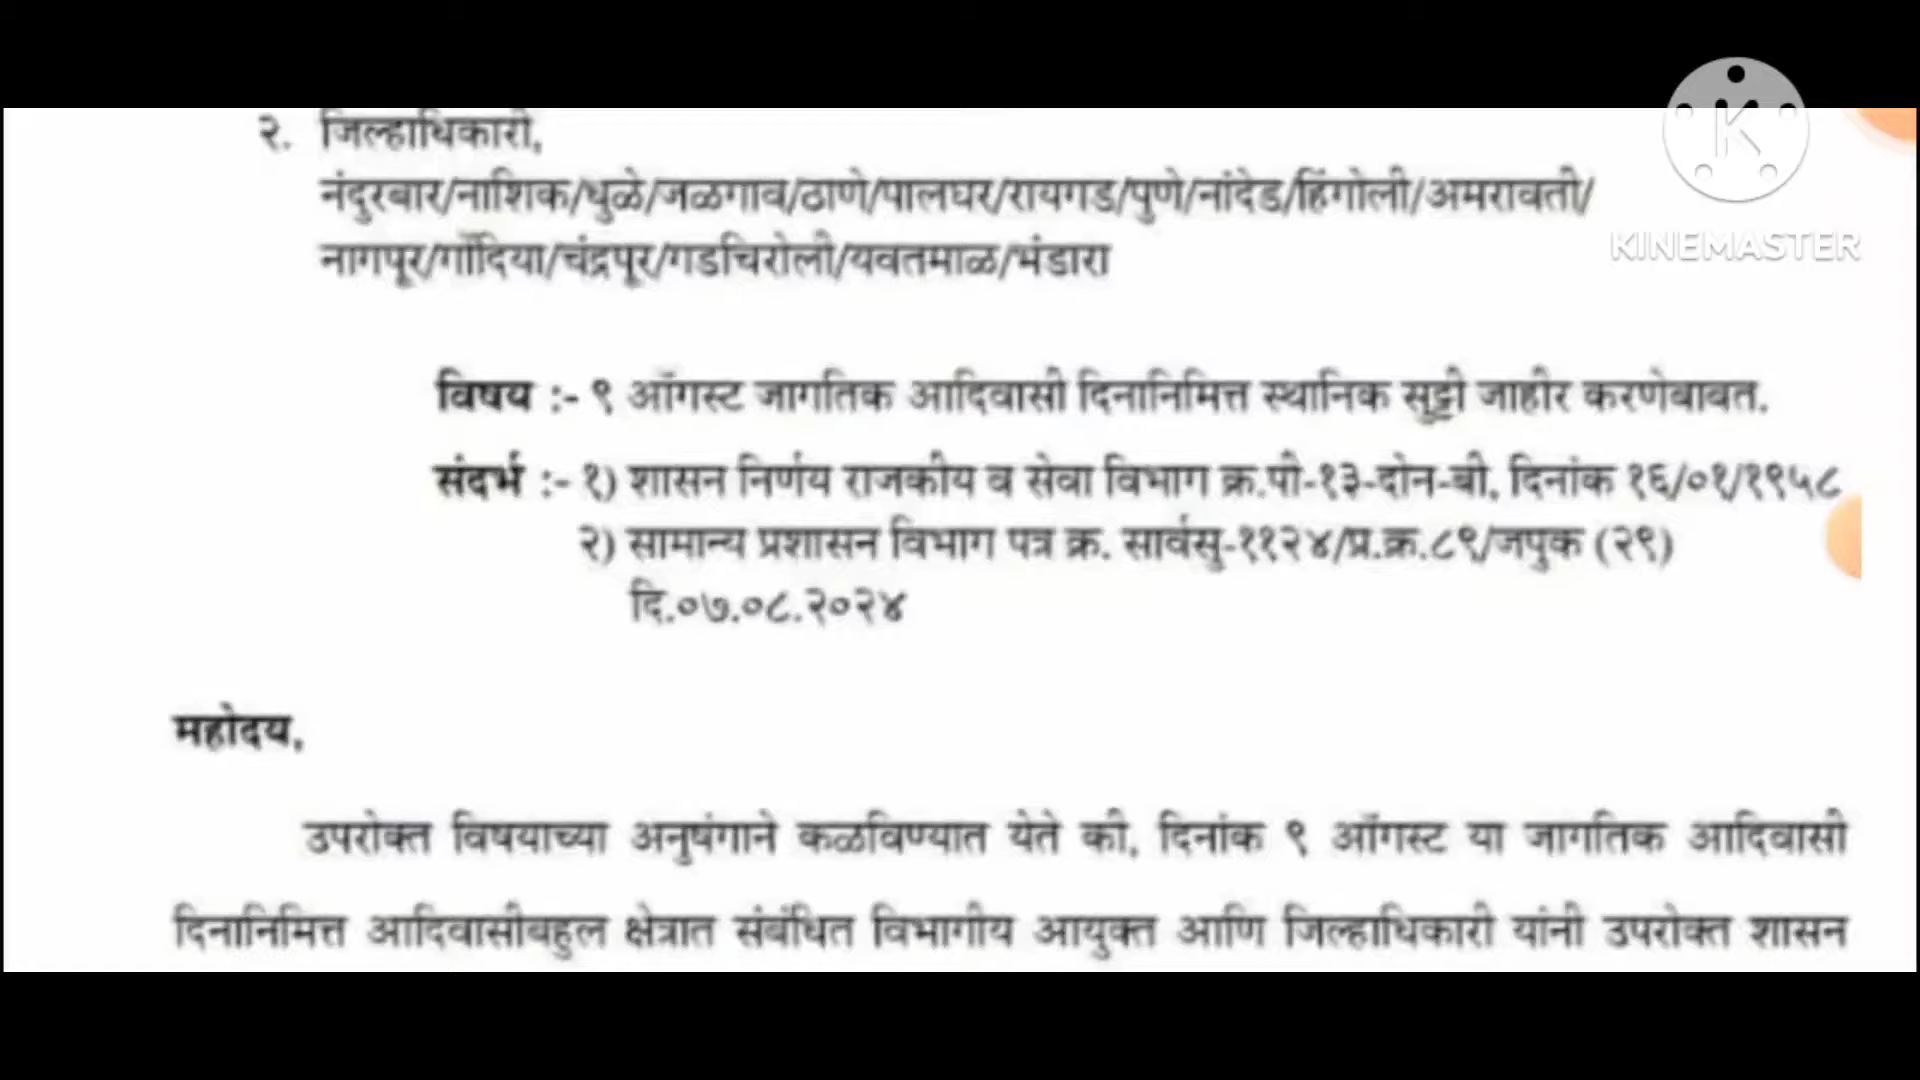 २. जिल्हाधिकारी,
नंदुरबार/नाशिक/धुळे/जळगाव/ठाणे/पालघर/रायगड/पुणे/नांदेड/हिंगोली/अमरावती/
नागपूर/गोंदिया/चंद्रपूर/गडचिरोली/यवतमाळ/भंडारा
KINEMASTER
विषय :- ९ ऑगस्ट जागतिक आदिवासी दिनानिमित्त स्थानिक सुट्टी जाहीर करणेबाबत.
संदर्भ :- १) शासन निर्णय राजकीय व सेवा विभाग क्र.पी-१३-दोन-बी, दिनांक १६/०१/१९५८
२) सामान्य प्रशासन विभाग पत्र क्र. सार्वसु-११२४/प्र.क्र.८९/जपुक (२९)
दि.०७.०८.२०२४
महोदय,
उपरोक्त विषयाच्या अनुषंगाने कळविण्यात येते की, दिनांक ९ ऑगस्ट या जागतिक आदिवासी
दिनानिमित्त आदिवासीबहुल क्षेत्रात संबंधित विभागीय आयुक्त आणि जिल्हाधिकारी यांनी उपरोक्त शासन